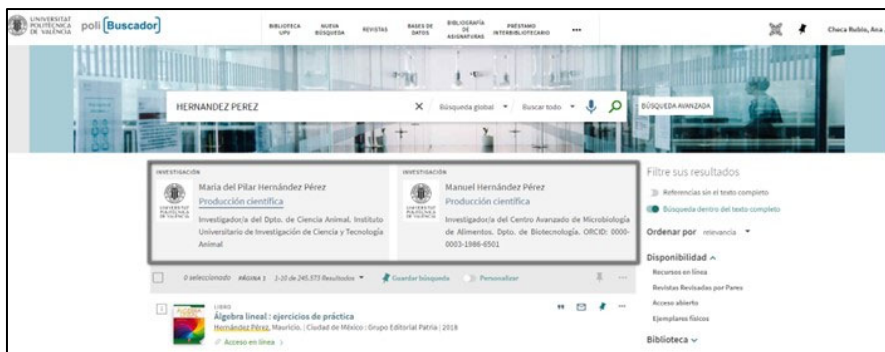 UNIVERSITAT
POLITÈCNICA
DE VALÈNCIA
poli [Buscador]
BIBLIOTECA
UPV
NUEVA
BÚSQUEDA
REVISTAS
BASES DE
DATOS
BIBLIOGRAFÍA
DE
ASIGNATURAS
PRÉSTAMO
INTERBIBLIOTECARIO
•••
Checa Rubio, Ana
HERNANDEZ PEREZ
Búsqueda global
Buscar todo
BÚSQUEDA AVANZADA
INVESTIGACIÓN
María del Pilar Hernández Pérez
Producción científica
Investigador/a del Dpto. de Ciencia Animal. Instituto
Universitario de Investigación de Ciencia y Tecnología
Animal
INVESTIGACIÓN
Manuel Hernández Pérez
Producción científica
Investigador/a del Centro Avanzado de Microbiología
de Alimentos. Dpto. de Biotecnología. ORCID: 0000-
0003-1986-6501
Filtre sus resultados
Referencias sin el texto completo
Búsqueda dentro del texto completo
Ordenar por relevancia
Disponibilidad
Recursos en línea
Revistas Revisadas por Pares
Acceso abierto
Ejemplares físicos
Biblioteca
0 seleccionado PÁGINA 1 1-10 de 245.573 Resultados
Guardar búsqueda
Personalizar
1
LIBRO
Álgebra lineal : ejercicios de práctica
Hernández Pérez, Mauricio. | Ciudad de México : Grupo Editorial Patria | 2018
Acceso en línea